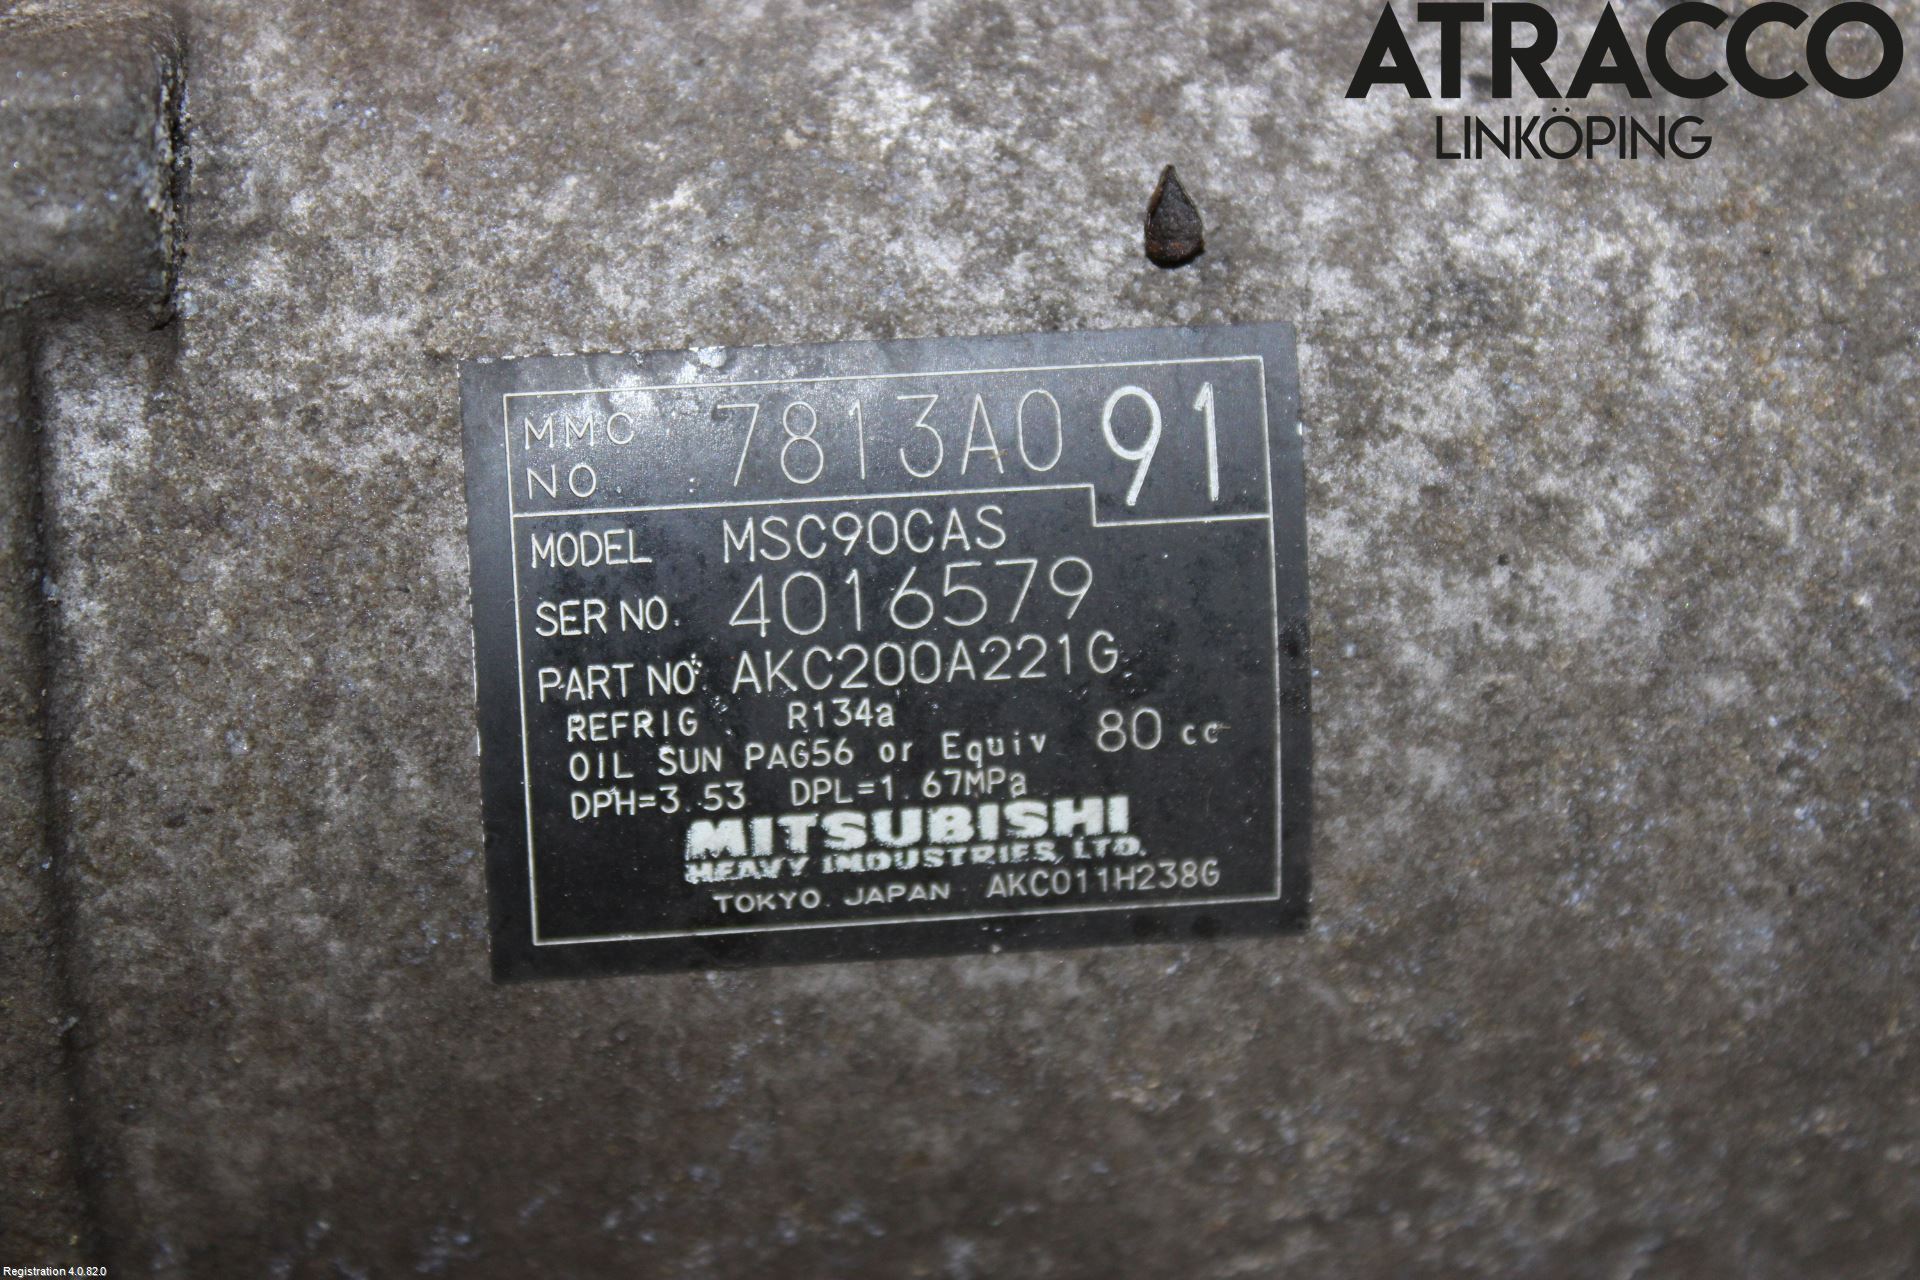 ATRACCO
LINKÖPING
MMC NO 7813A091
MODEL MSC90CAS
SER NO. 4016579
PART NO. AKC200A221G
REFRIG R134a
OIL SUN PAG56 or Equiv 80 cc
DPH=3.53 DPL=1.67MPa
MITSUBISHI
HEAVY INDUSTRIES, LTD.
TOKYO JAPAN AKC011H238G
Registration 4.0.82.0